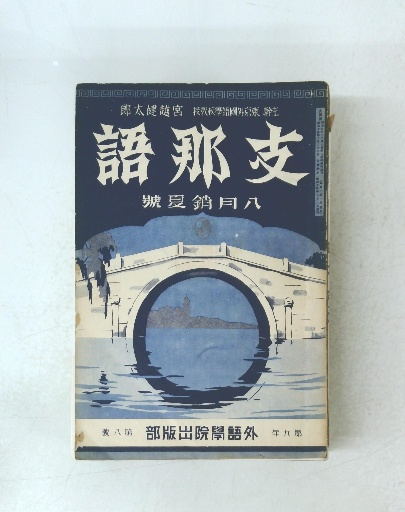 主幹 東京外國語學校教授 宮越健太郎
支那語
八月銷夏號
第九年 外語學院出版部 第八號